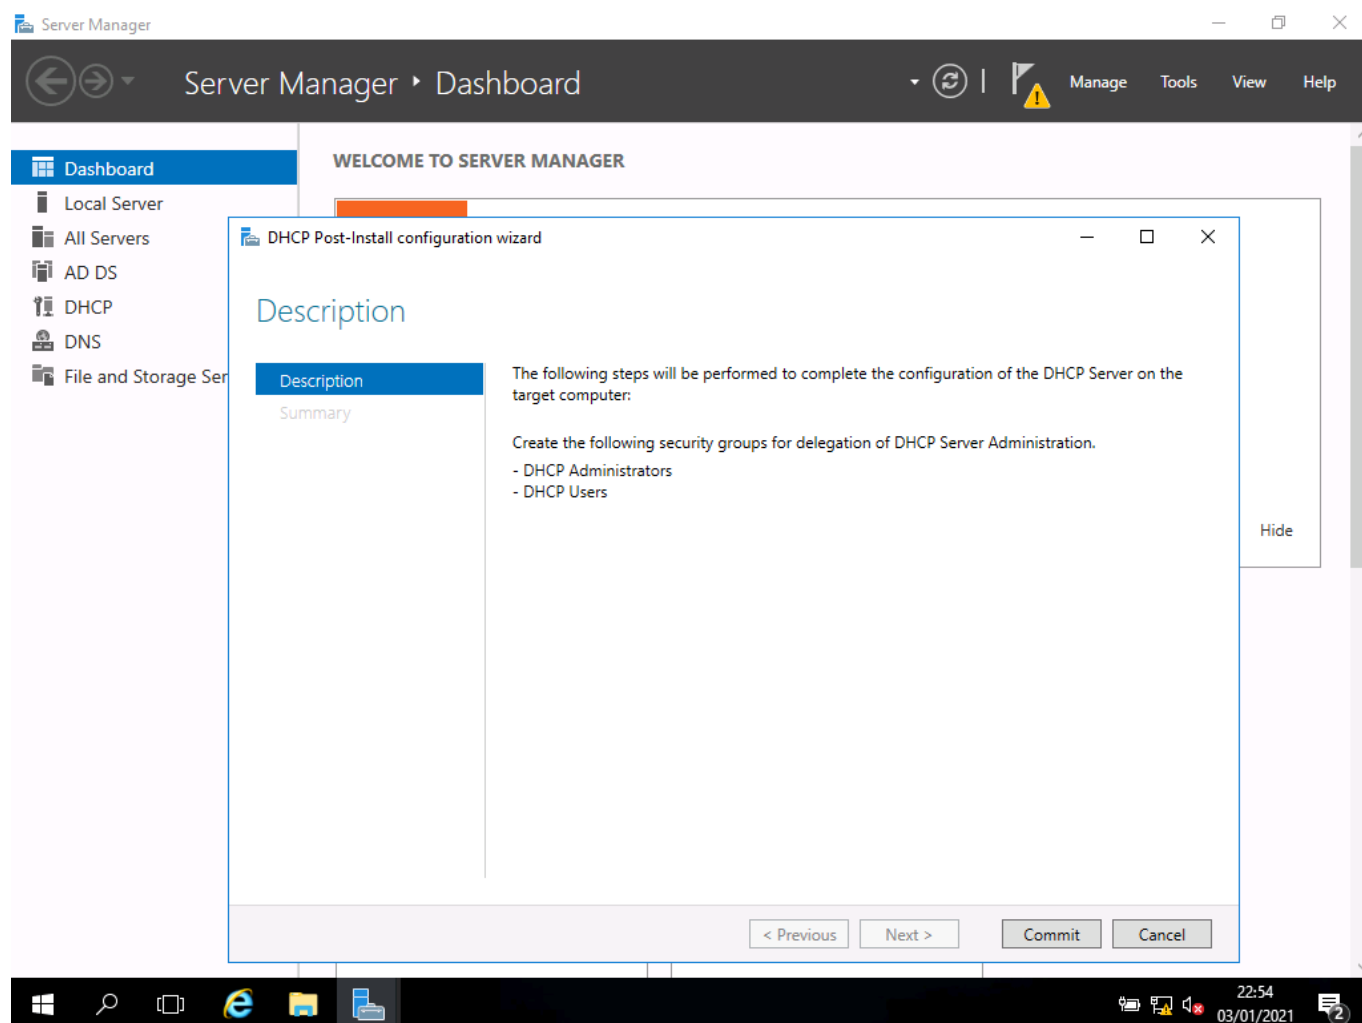 Server Manager
Server Manager ‣ Dashboard
Manage Tools View Help
Dashboard
Local Server
All Servers
AD DS
DHCP
DNS
File and Storage Ser
WELCOME TO SERVER MANAGER
DHCP Post-Install configuration wizard
Description
Description
Summary
The following steps will be performed to complete the configuration of the DHCP Server on the
target computer:
Create the following security groups for delegation of DHCP Server Administration.
- DHCP Administrators
- DHCP Users
Hide
< Previous Next > Commit Cancel
22:54
03/01/2021
2